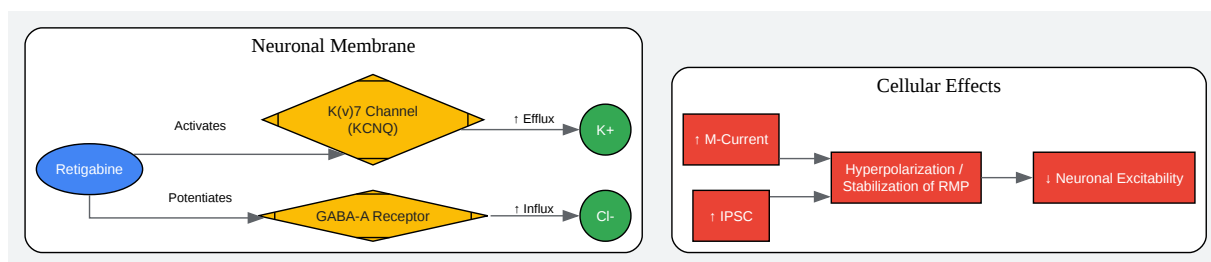 Neuronal Membrane
Retigabine
Activates
Potentiates
K(v)7 Channel
(KCNQ)
GABA-A Receptor
↑ Efflux
↑ Influx
K+
Cl-
Cellular Effects
↑ M-Current
↑ IPSC
Hyperpolarization /
Stabilization of RMP
↓ Neuronal Excitability